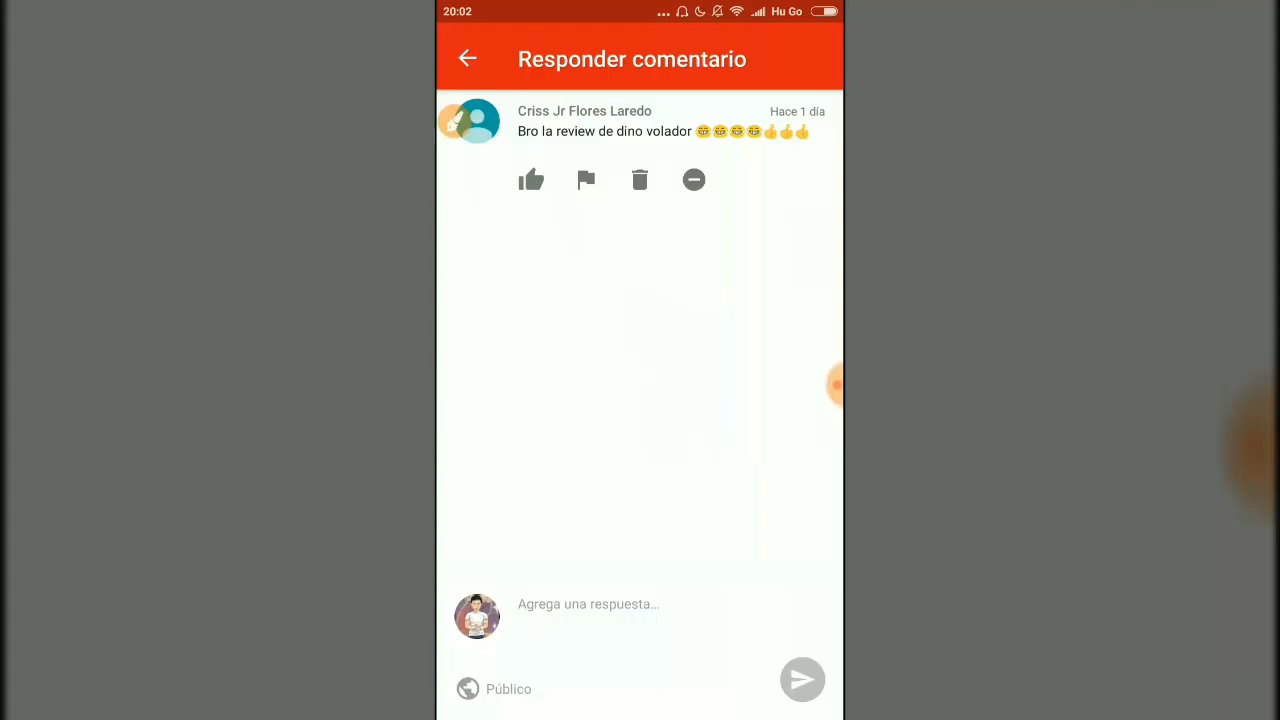 20:02
Hu Go
Responder comentario
Criss Jr Flores Laredo
Hace 1 día
Bro la review de dino volador 😁😁😁😁👍👍👍
Agrega una respuesta...
Público